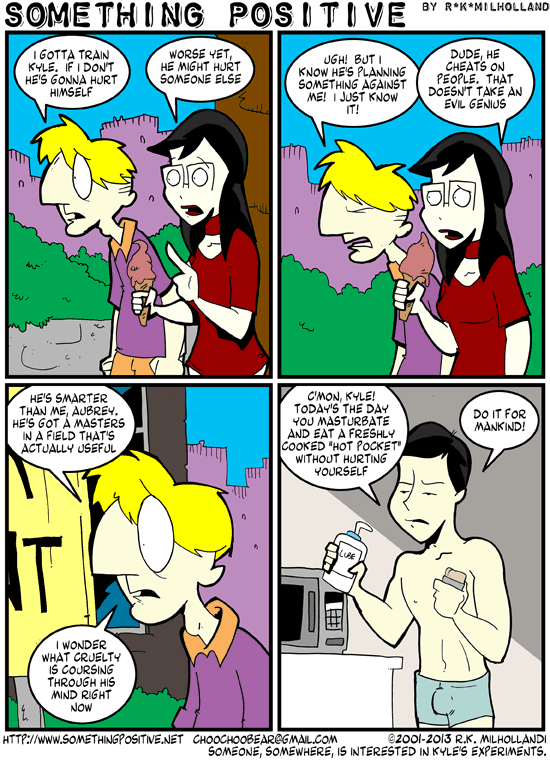 SOMETHING POSITIVE BY R*K*MILHOLLAND
I GOTTA TRAIN
KYLE. IF I DON'T
HE'S GONNA HURT
HIMSELF
WORSE YET,
HE MIGHT HURT
SOMEONE ELSE
UGH! BUT I
KNOW HE'S PLANNING
SOMETHING AGAINST
ME! I JUST KNOW
IT!
DUDE, HE
CHEATS ON
PEOPLE. THAT
DOESN'T TAKE AN
EVIL GENIUS
HE'S SMARTER
THAN ME, AUBREY.
HE'S GOT A MASTERS
IN A FIELD THAT'S
ACTUALLY USEFUL
NT
I WONDER
WHAT CRUELTY
IS COURSING
THROUGH HIS
MIND RIGHT
NOW
C'MON, KYLE!
TODAY'S THE DAY
YOU MASTURBATE
AND EAT A FRESHLY
COOKED "HOT POCKET"
WITHOUT HURTING
YOURSELF
DO IT FOR
MANKIND!
LUBE
HTTP://WWW.SOMETHINGPOSITIVE.NET CHOOCHOOBEAR@GMAIL.COM ©2001-2013 R.K. MILHOLLAND!
SOMEONE, SOMEWHERE, IS INTERESTED IN KYLE'S EXPERIMENTS.